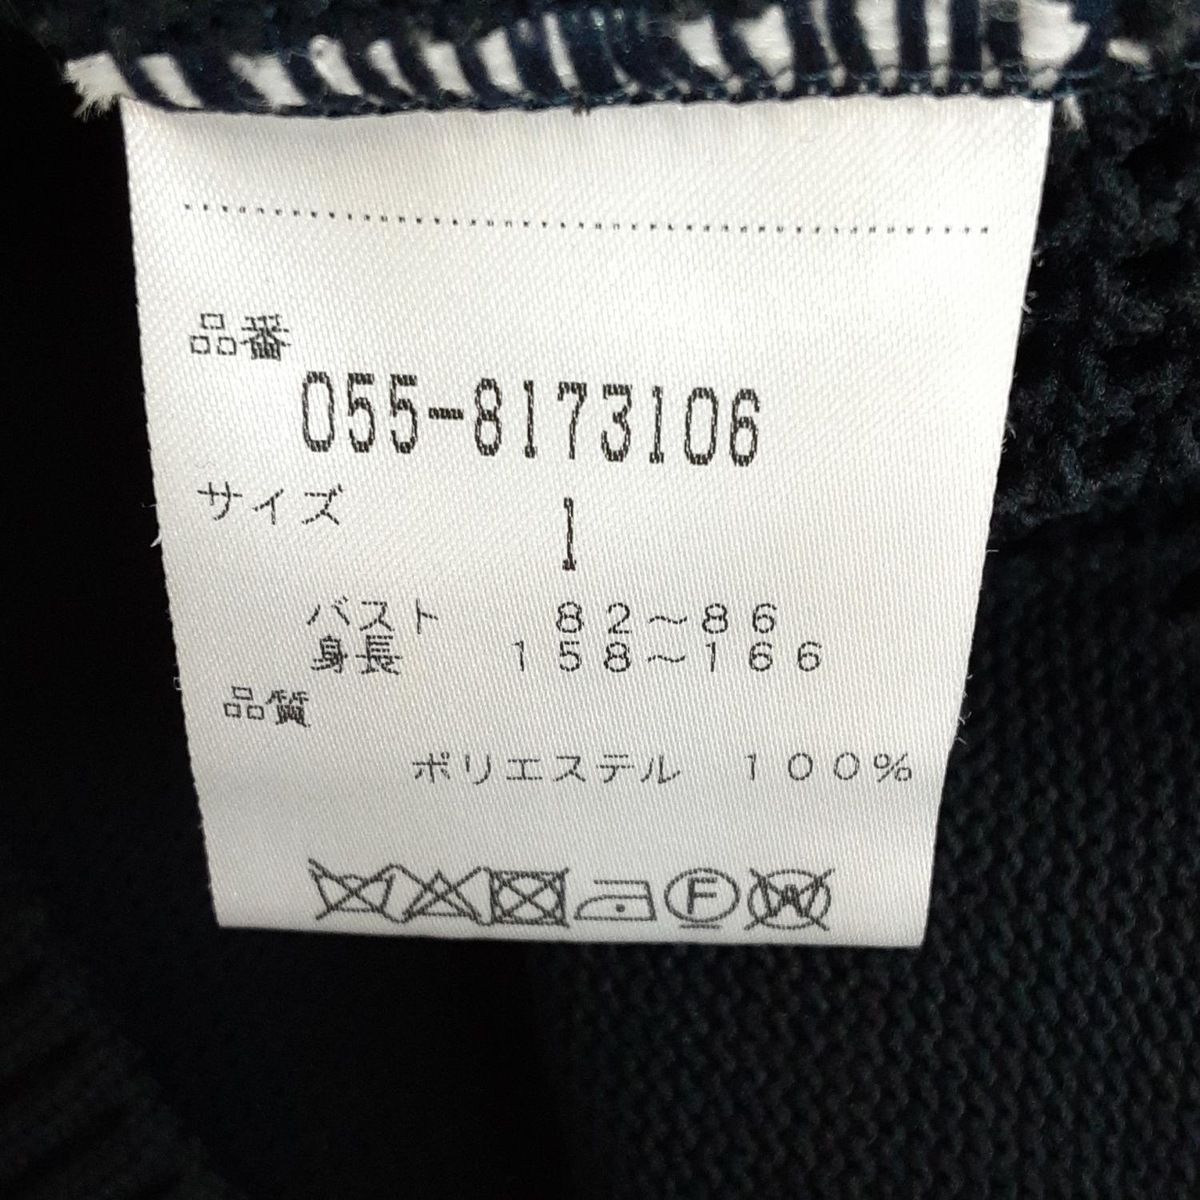 品番
055-8173106
サイズ 1
バスト 82～86
身長 158～166
品質
ポリエステル 100%
F
W